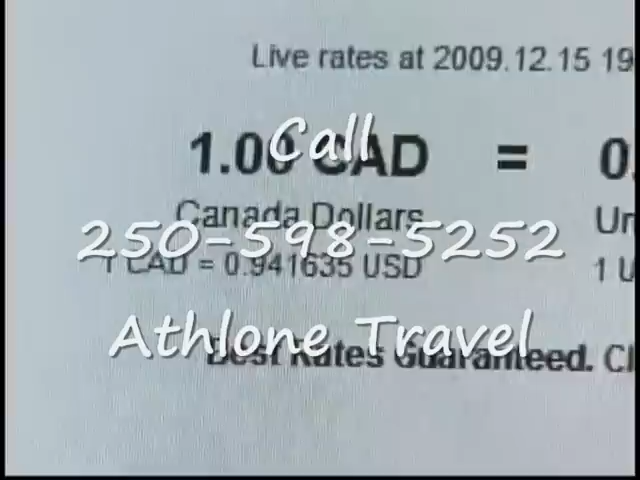 Live rates at 2009.12.15 19
1.00 CAD = 0.
Canada Dollars
1 CAD = 0.941635 USD
Best Rates Guaranteed.
Call
250-598-5252
Athlone Travel